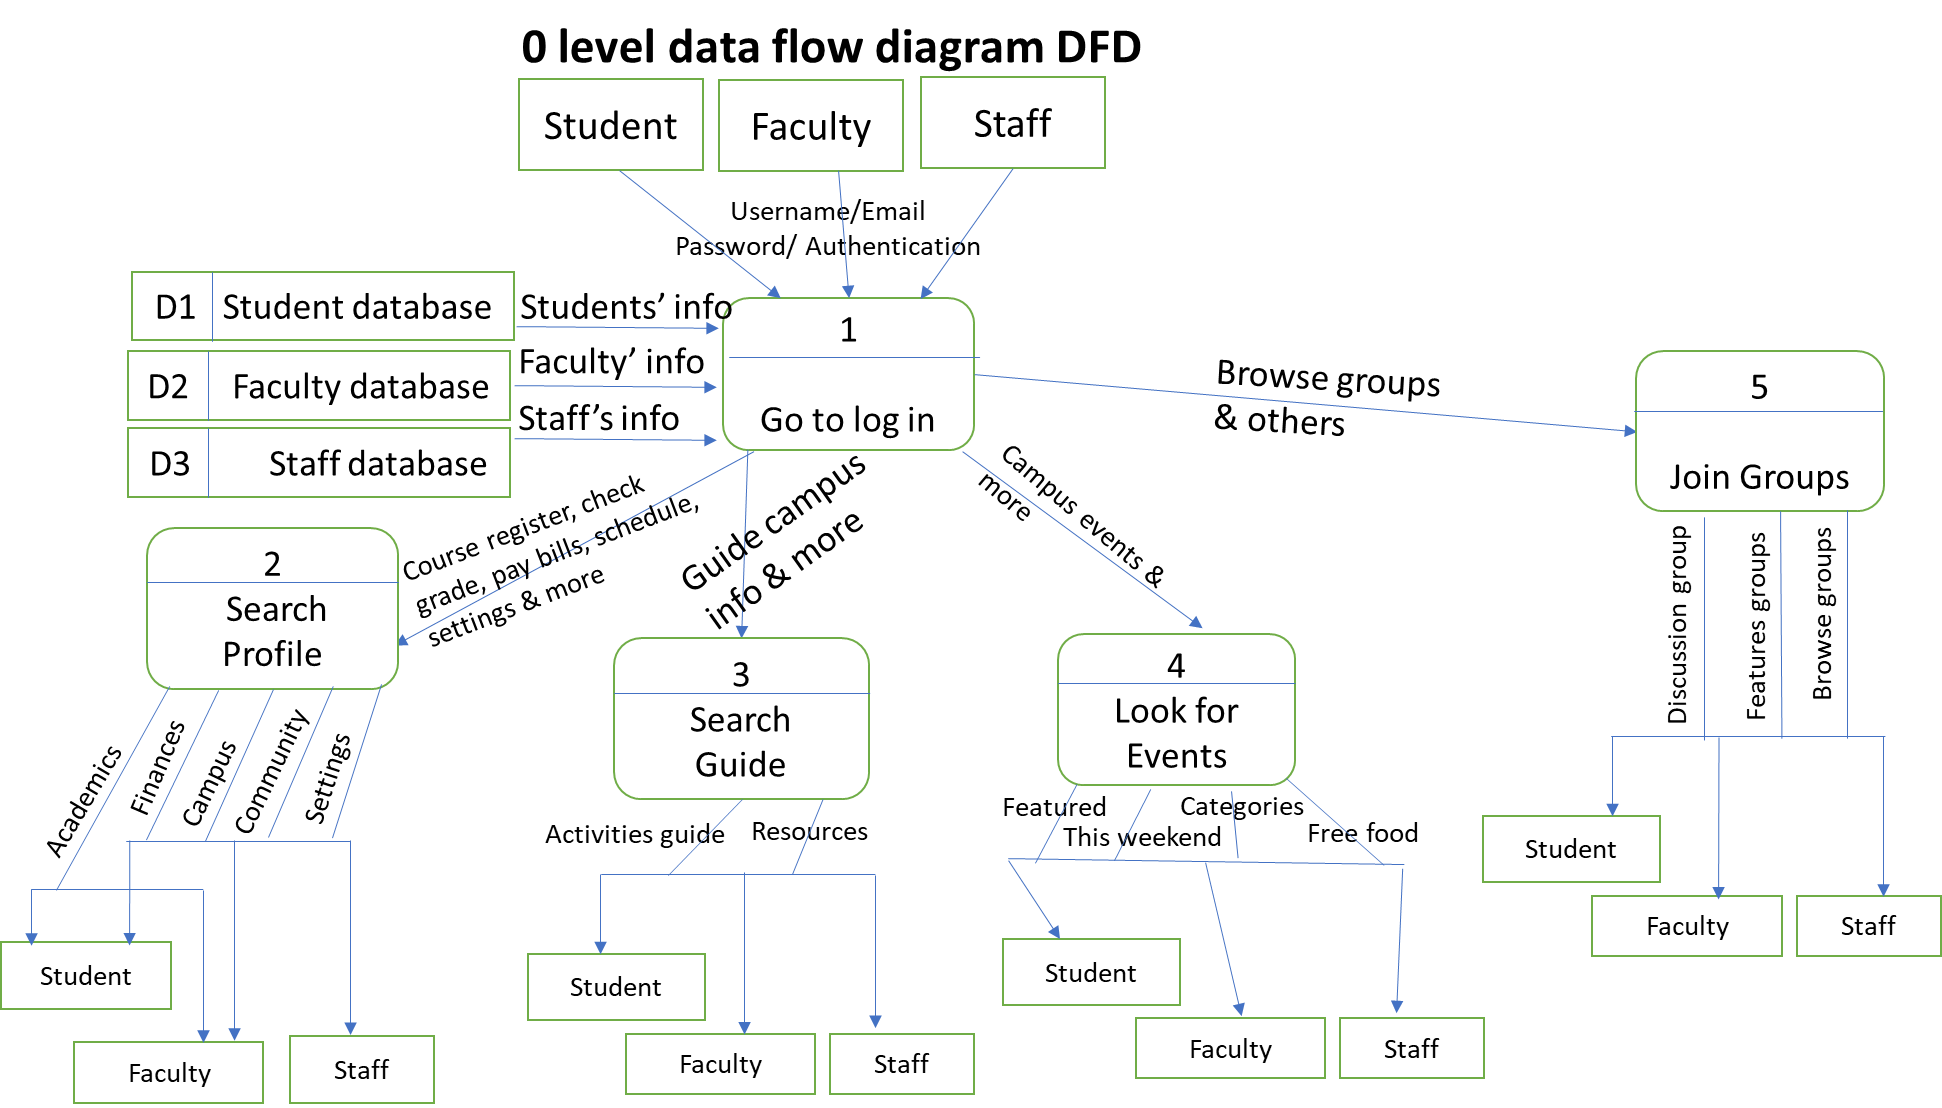 0 level data flow diagram DFD
Student
Faculty
Staff
Username/Email
Password/ Authentication
D1 Student database
Students’ info
D2 Faculty database
Faculty’ info
D3 Staff database
Staff’s info
1
Go to log in
Browse groups
& others
5
Join Groups
Course register, check
grade, pay bills, schedule,
settings & more
Guide campus
info & more
Campus events &
more
2
Search
Profile
3
Search
Guide
4
Look for
Events
Discussion group
Features groups
Browse groups
Academics
Finances
Campus
Community
Settings
Activities guide
Resources
Featured
This weekend
Categories
Free food
Student
Faculty
Staff
Student
Faculty
Staff
Student
Faculty
Staff
Student
Faculty
Staff